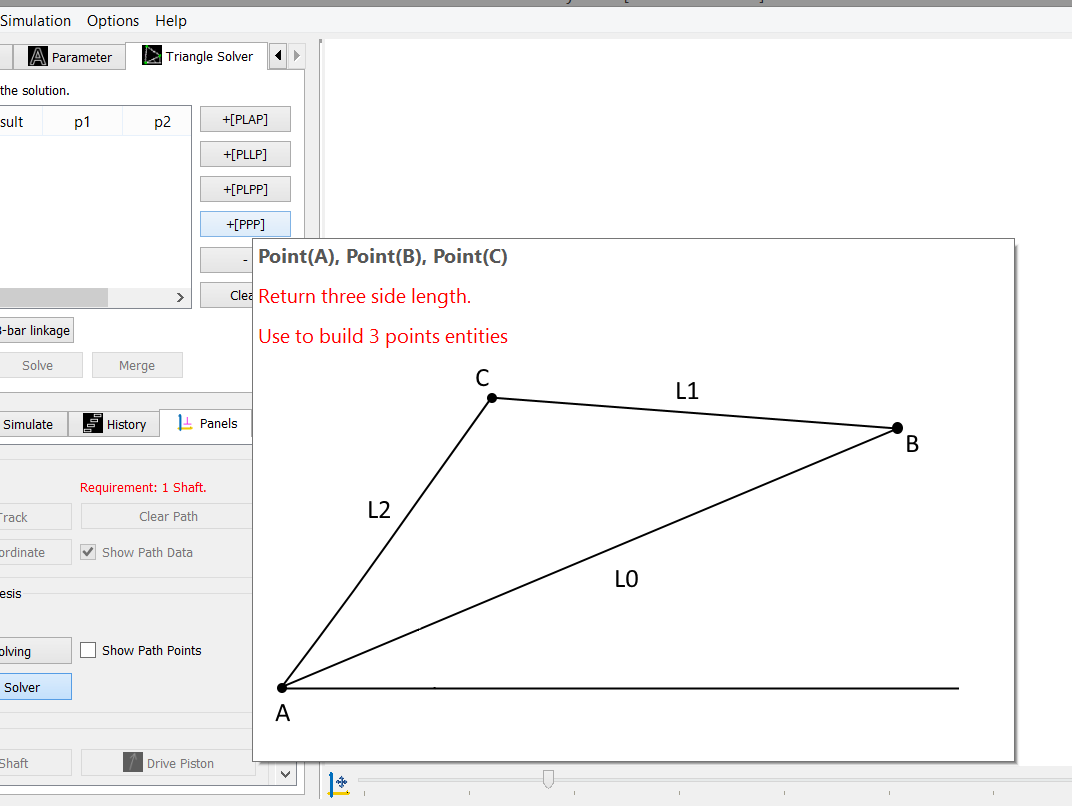 Simulation Options Help
Parameter Triangle Solver
the solution.
sult p1 p2
+[PLAP]
+[PLLP]
+[PLPP]
+[PPP]
-
Clea
Point(A), Point(B), Point(C)
Return three side length.
Use to build 3 points entities
-bar linkage
Solve Merge
C
L1
B
L2
L0
A
Simulate History Panels
Requirement: 1 Shaft.
Track Clear Path
ordinate Show Path Data
esis
olving Show Path Points
Solver
Shaft Drive Piston